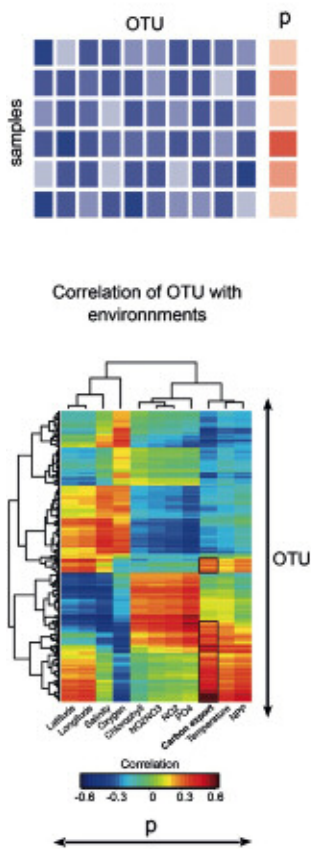 OTU
p
samples
Correlation of OTU with
environnments
OTU
Latitude
Longitude
Salinity
Oxygen
Chlorophyll
NO2NO3
NO2
PO4
Carbon export
Temperature
NPP
Correlation
-0.6
-0.3
0
0.3
0.6
p